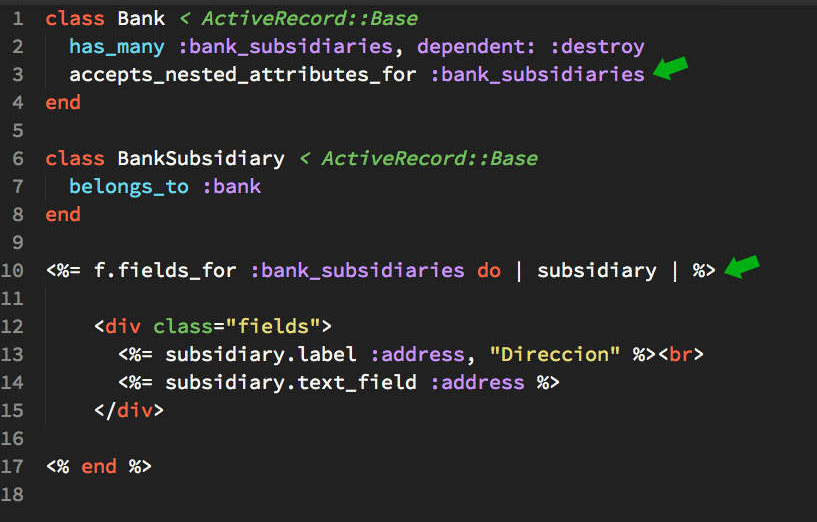 1 class Bank < ActiveRecord::Base
2   has_many :bank_subsidiaries, dependent: :destroy
3   accepts_nested_attributes_for :bank_subsidiaries
4 end
5
6 class BankSubsidiary < ActiveRecord::Base
7   belongs_to :bank
8 end
9
10 <%= f.fields_for :bank_subsidiaries do | subsidiary | %>
11
12     <div class="fields">
13       <%= subsidiary.label :address, "Direccion" %><br>
14       <%= subsidiary.text_field :address %>
15     </div>
16
17 <% end %>
18